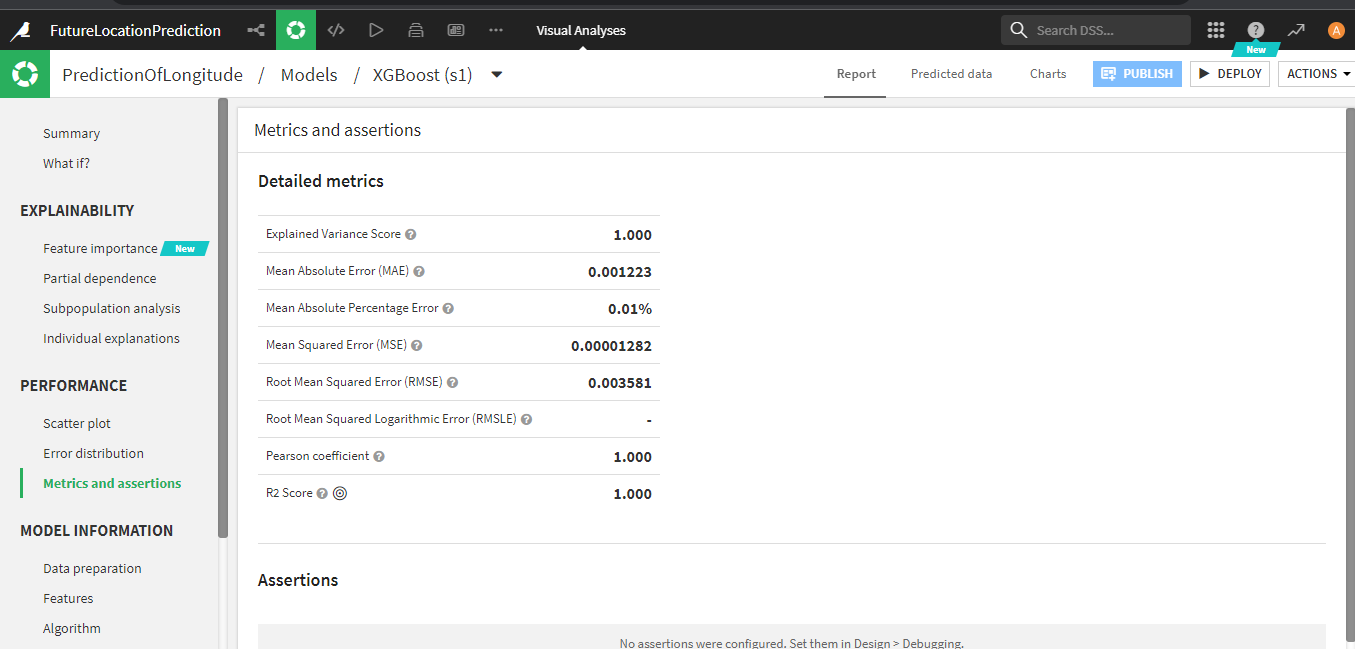 FutureLocationPrediction
Visual Analyses
Search DSS...
?
A
New
PredictionOfLongitude / Models / XGBoost (s1)
Report
Predicted data
Charts
PUBLISH
DEPLOY
ACTIONS
Summary
What if?
EXPLAINABILITY
Feature importance New
Partial dependence
Subpopulation analysis
Individual explanations
PERFORMANCE
Scatter plot
Error distribution
Metrics and assertions
MODEL INFORMATION
Data preparation
Features
Algorithm
Metrics and assertions
Detailed metrics
Explained Variance Score ? 1.000
Mean Absolute Error (MAE) ? 0.001223
Mean Absolute Percentage Error ? 0.01%
Mean Squared Error (MSE) ? 0.00001282
Root Mean Squared Error (RMSE) ? 0.003581
Root Mean Squared Logarithmic Error (RMSLE) ? -
Pearson coefficient ? 1.000
R2 Score ? 1.000
Assertions
No assertions were configured. Set them in Design > Debugging.